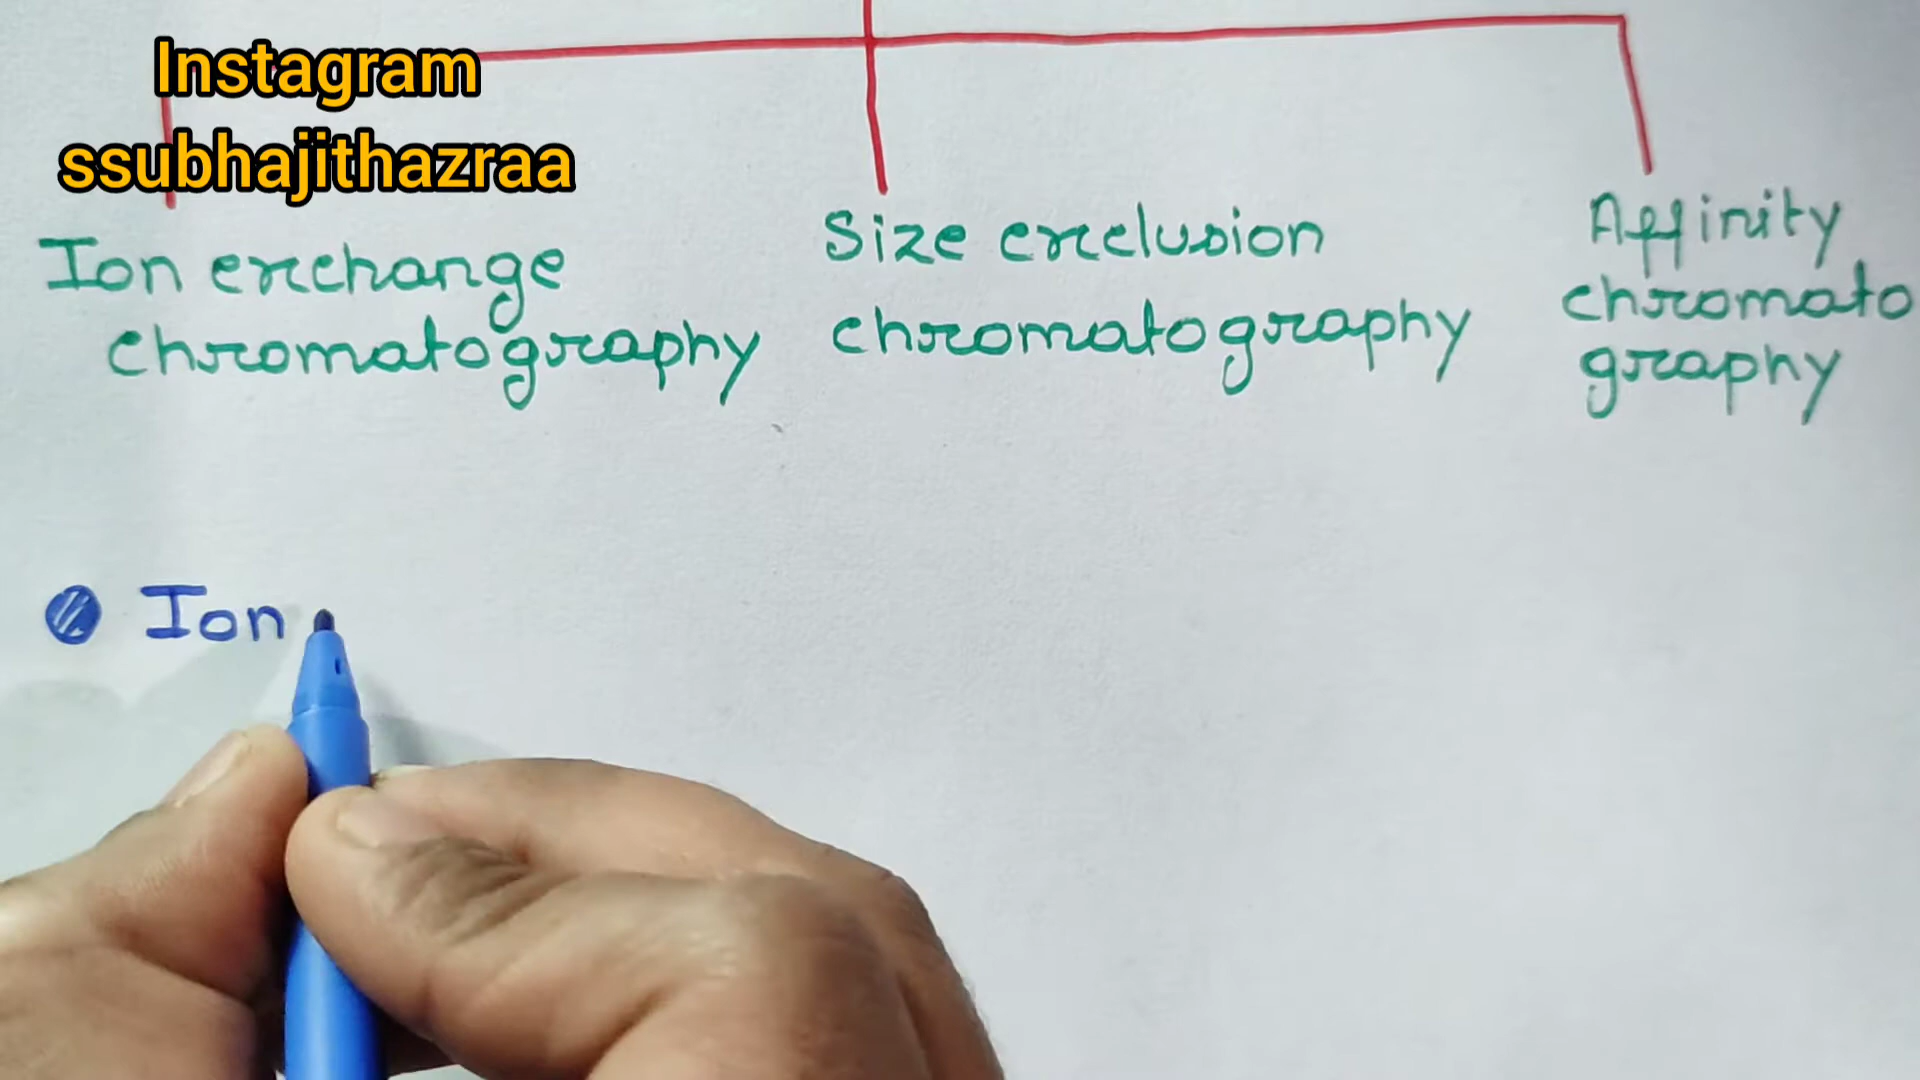 Instagram
ssubhajithazraa
Ion exchange
chromatography
Size exclusion
chromatography
Affinity
chromato
graphy
Ion